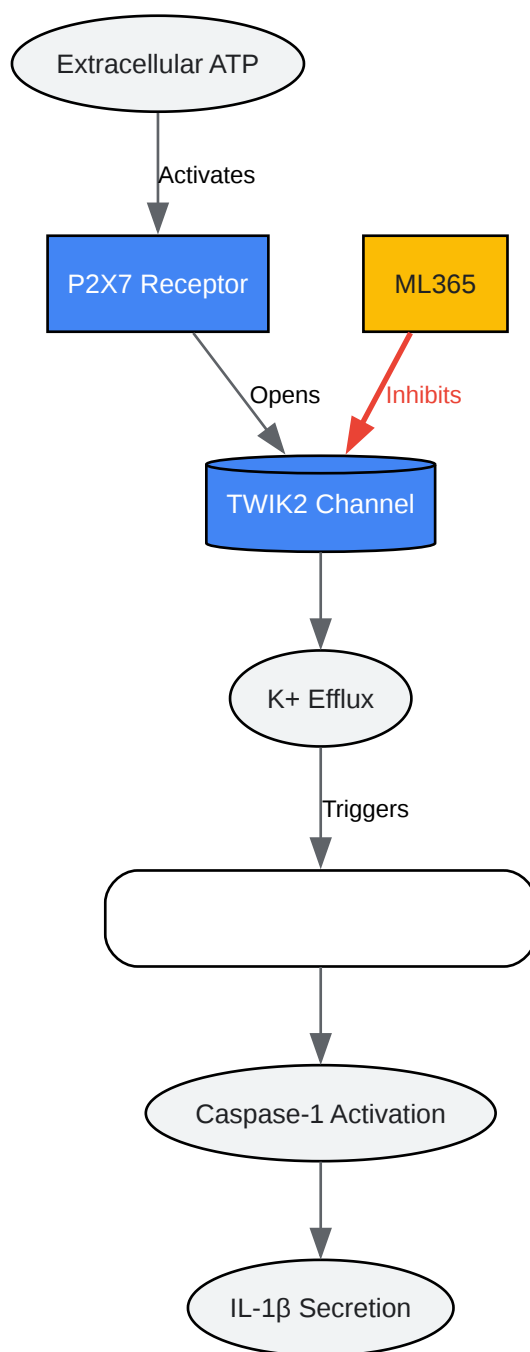 Extracellular ATP
Activates
P2X7 Receptor
ML365
Opens
Inhibits
TWIK2 Channel
K+ Efflux
Triggers
Caspase-1 Activation
IL-1β Secretion